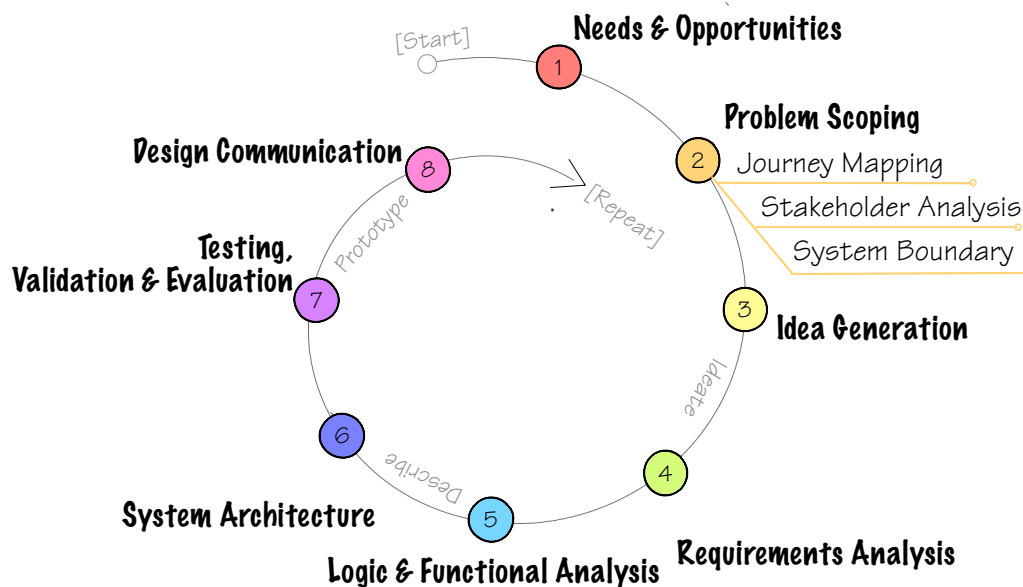 [Start]
1
Needs & Opportunities
2
Problem Scoping
Journey Mapping
Stakeholder Analysis
System Boundary
3
Idea Generation
Ideate
4
Requirements Analysis
5
Logic & Functional Analysis
Describe
6
System Architecture
7
Testing,
Validation & Evaluation
Prototype
8
Design Communication
[Repeat]